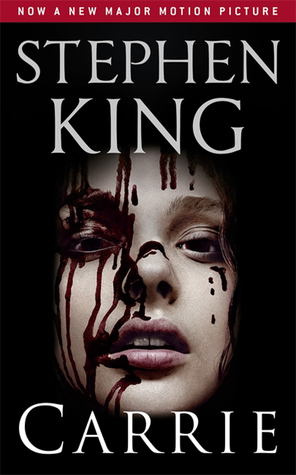 NOW A NEW MAJOR MOTION PICTURE
STEPHEN
KING
CARRIE